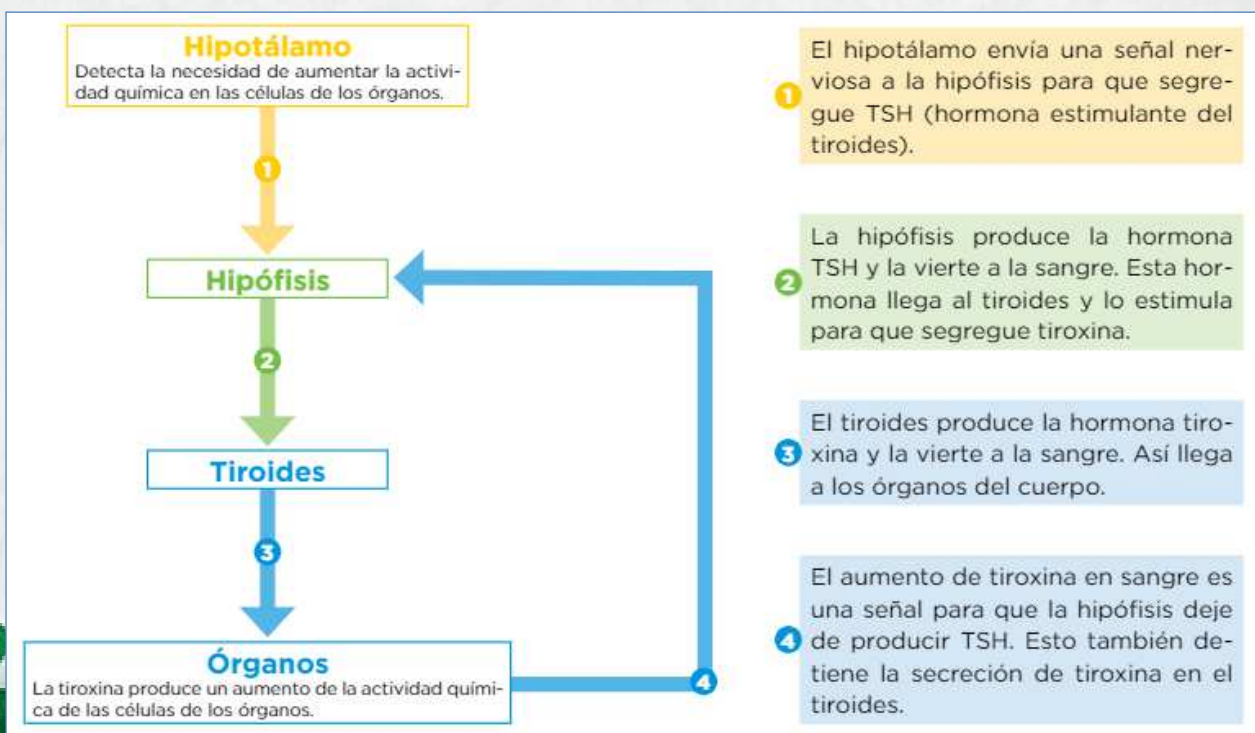 Hipotálamo
Detecta la necesidad de aumentar la activi-
dad química en las células de los órganos.
1
Hipófisis
2
Tiroides
3
Órganos
La tiroxina produce un aumento de la actividad quími-
ca de las células de los órganos.
4
1
El hipotálamo envía una señal ner-
viosa a la hipófisis para que segre-
gue TSH (hormona estimulante del
tiroides).
2
La hipófisis produce la hormona
TSH y la vierte a la sangre. Esta hor-
mona llega al tiroides y lo estimula
para que segregue tiroxina.
3
El tiroides produce la hormona tiro-
xina y la vierte a la sangre. Así llega
a los órganos del cuerpo.
4
El aumento de tiroxina en sangre es
una señal para que la hipófisis deje
de producir TSH. Esto también de-
tiene la secreción de tiroxina en el
tiroides.